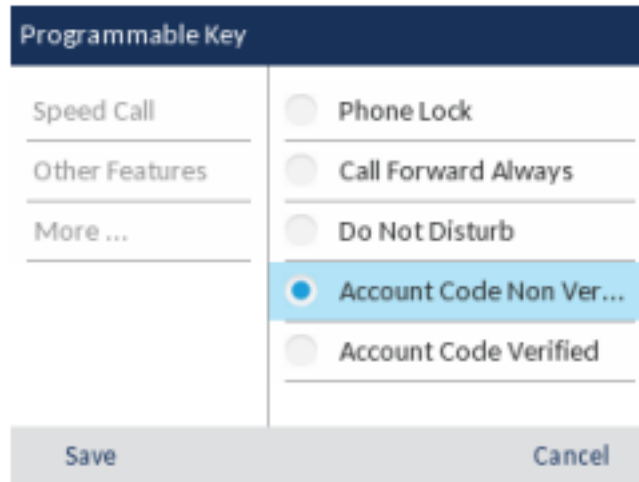 Programmable Key
Speed Call
Other Features
More ...
Phone Lock
Call Forward Always
Do Not Disturb
Account Code Non Ver...
Account Code Verified
Save
Cancel